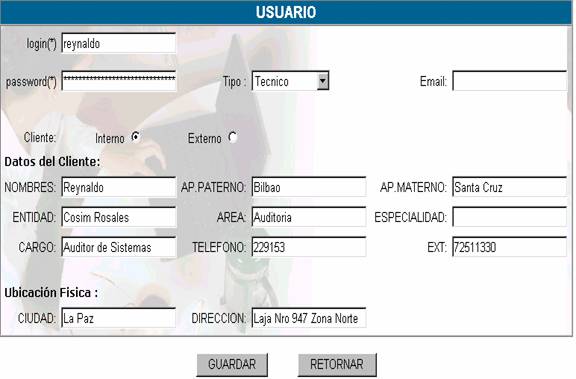 USUARIO
login(*) reynaldo
password(*) ****************************** Tipo : Tecnico Email:
Cliente: Interno Externo
Datos del Cliente:
NOMBRES: Reynaldo AP.PATERNO: Bilbao AP.MATERNO: Santa Cruz
ENTIDAD: Cosim Rosales AREA: Auditoria ESPECIALIDAD:
CARGO: Auditor de Sistemas TELEFONO: 229153 EXT: 72511330
Ubicación Fisica :
CIUDAD: La Paz DIRECCION: Laja Nro 947 Zona Norte
GUARDAR RETORNAR